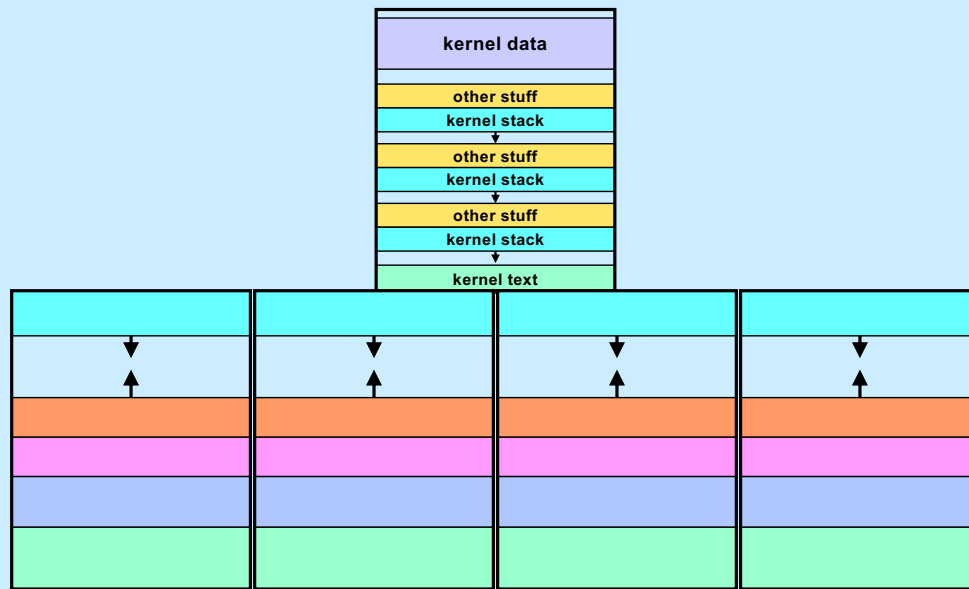 kernel data
other stuff
kernel stack
other stuff
kernel stack
other stuff
kernel stack
kernel text